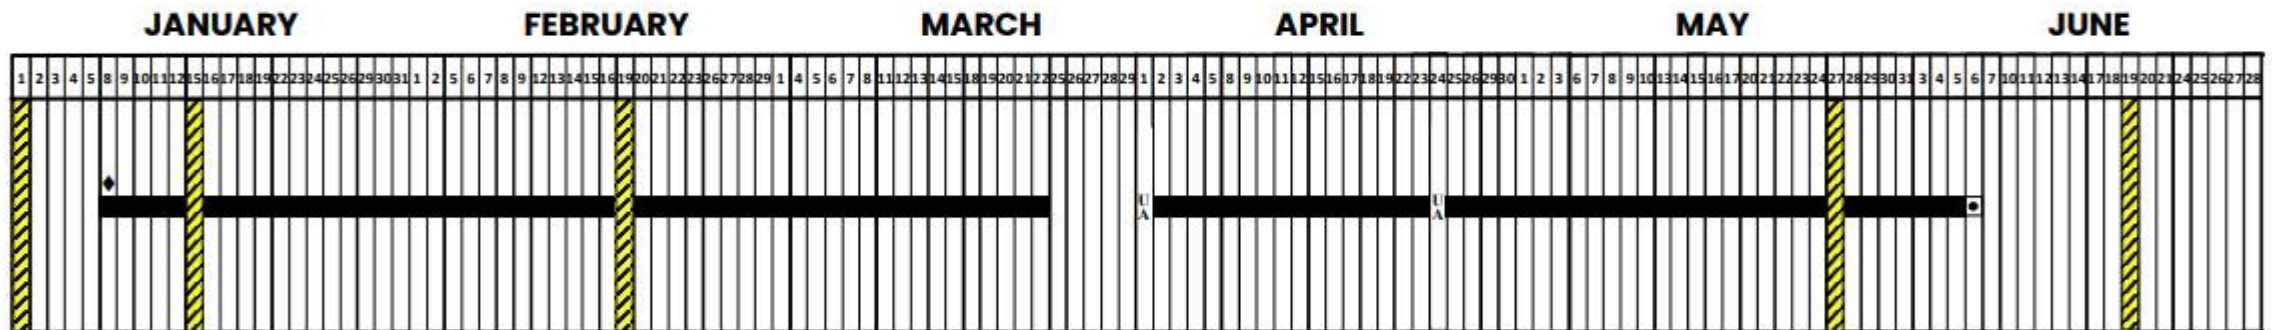 JANUARY FEBRUARY MARCH APRIL MAY JUNE
1 2 3 4 5 8 9 10 11 12 15 16 17 18 19 22 23 24 25 26 29 30 31 1 2 5 6 7 8 9 12 13 14 15 16 19 20 21 22 23 26 27 28 29 1 4 5 6 7 8 11 12 13 14 15 18 19 20 21 22 25 26 27 28 29 1 2 3 4 5 8 9 10 11 12 15 16 17 18 19 22 23 24 25 26 29 30 1 2 3 6 7 8 9 10 13 14 15 16 17 20 21 22 23 24 27 28 29 30 31 3 4 5 6 7 10 11 12 13 14 17 18 19 20 21 24 25 26 27 28
U U
A A